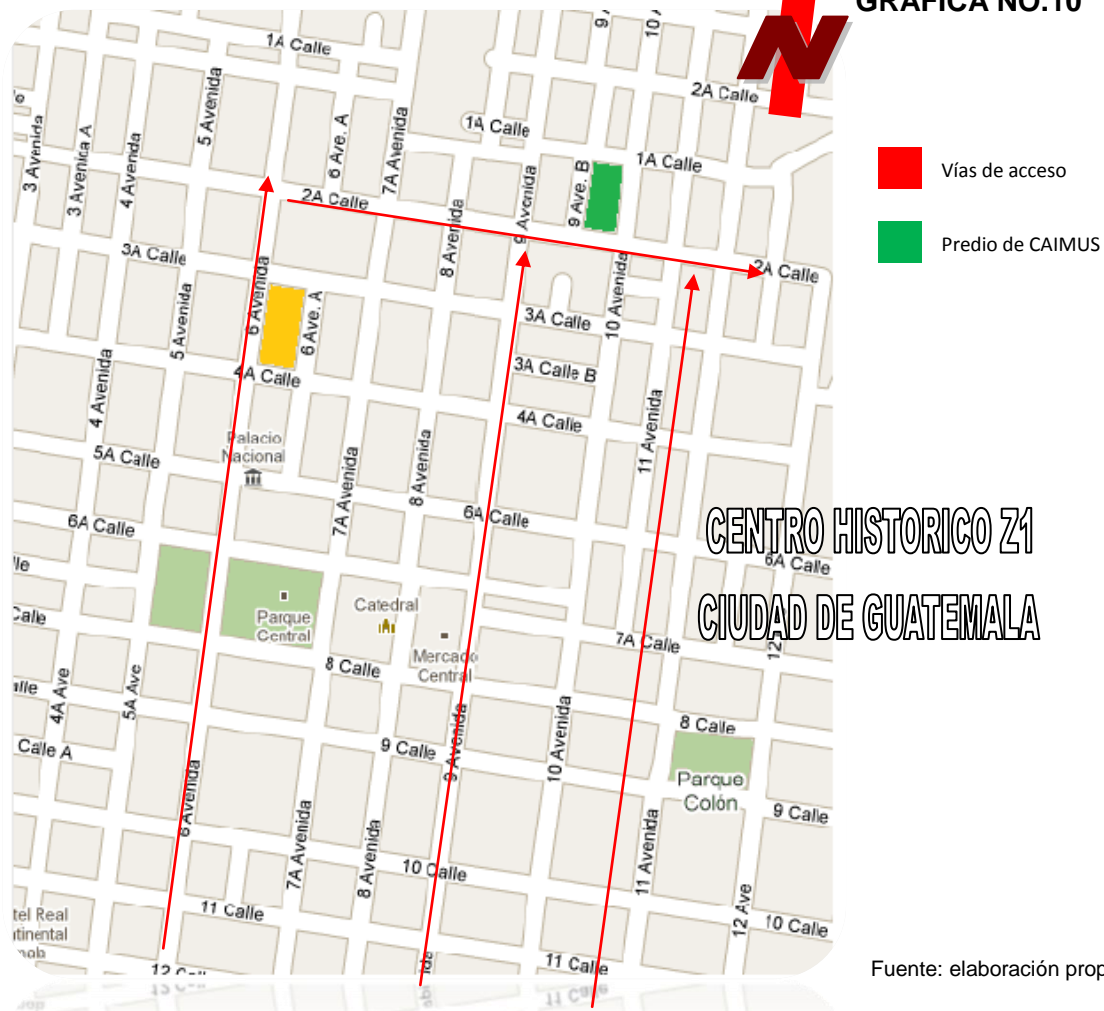 GRAFICA NO.10
N
Vías de acceso
Predio de CAIMUS
CENTRO HISTORICO Z1
CIUDAD DE GUATEMALA
1A Calle
2A Calle
1A Calle
1A Calle
3 Avenida
3 Avenica A
4 Avenida
5 Avenida
6 Ave. A
7A Avenida
2A Calle
8 Avenida
9 Avenida
9 Ave. B
2A Calle
3A Calle
5 Avenida
6 Avenida
6 Ave. A
10 Avenida
3A Calle
3A Calle B
4A Calle
4A Calle
4 Avenida
11 Avenida
Palacio
Nacional
5A Calle
7A Avenida
8 Avenida
6A Calle
6A Calle
6A Calle
Parque
Central
Catedral
Mercado
Central
7A Calle
8 Calle
4A Ave
5A Ave
8 Calle
Calle A
9 Calle
9 Avenida
10 Avenida
Parque
Colón
9 Calle
6 Avenida
7A Avenida
8 Avenida
10 Calle
11 Avenida
12 Ave
11 Calle
10 Calle
11 Calle
Fuente: elaboración prop